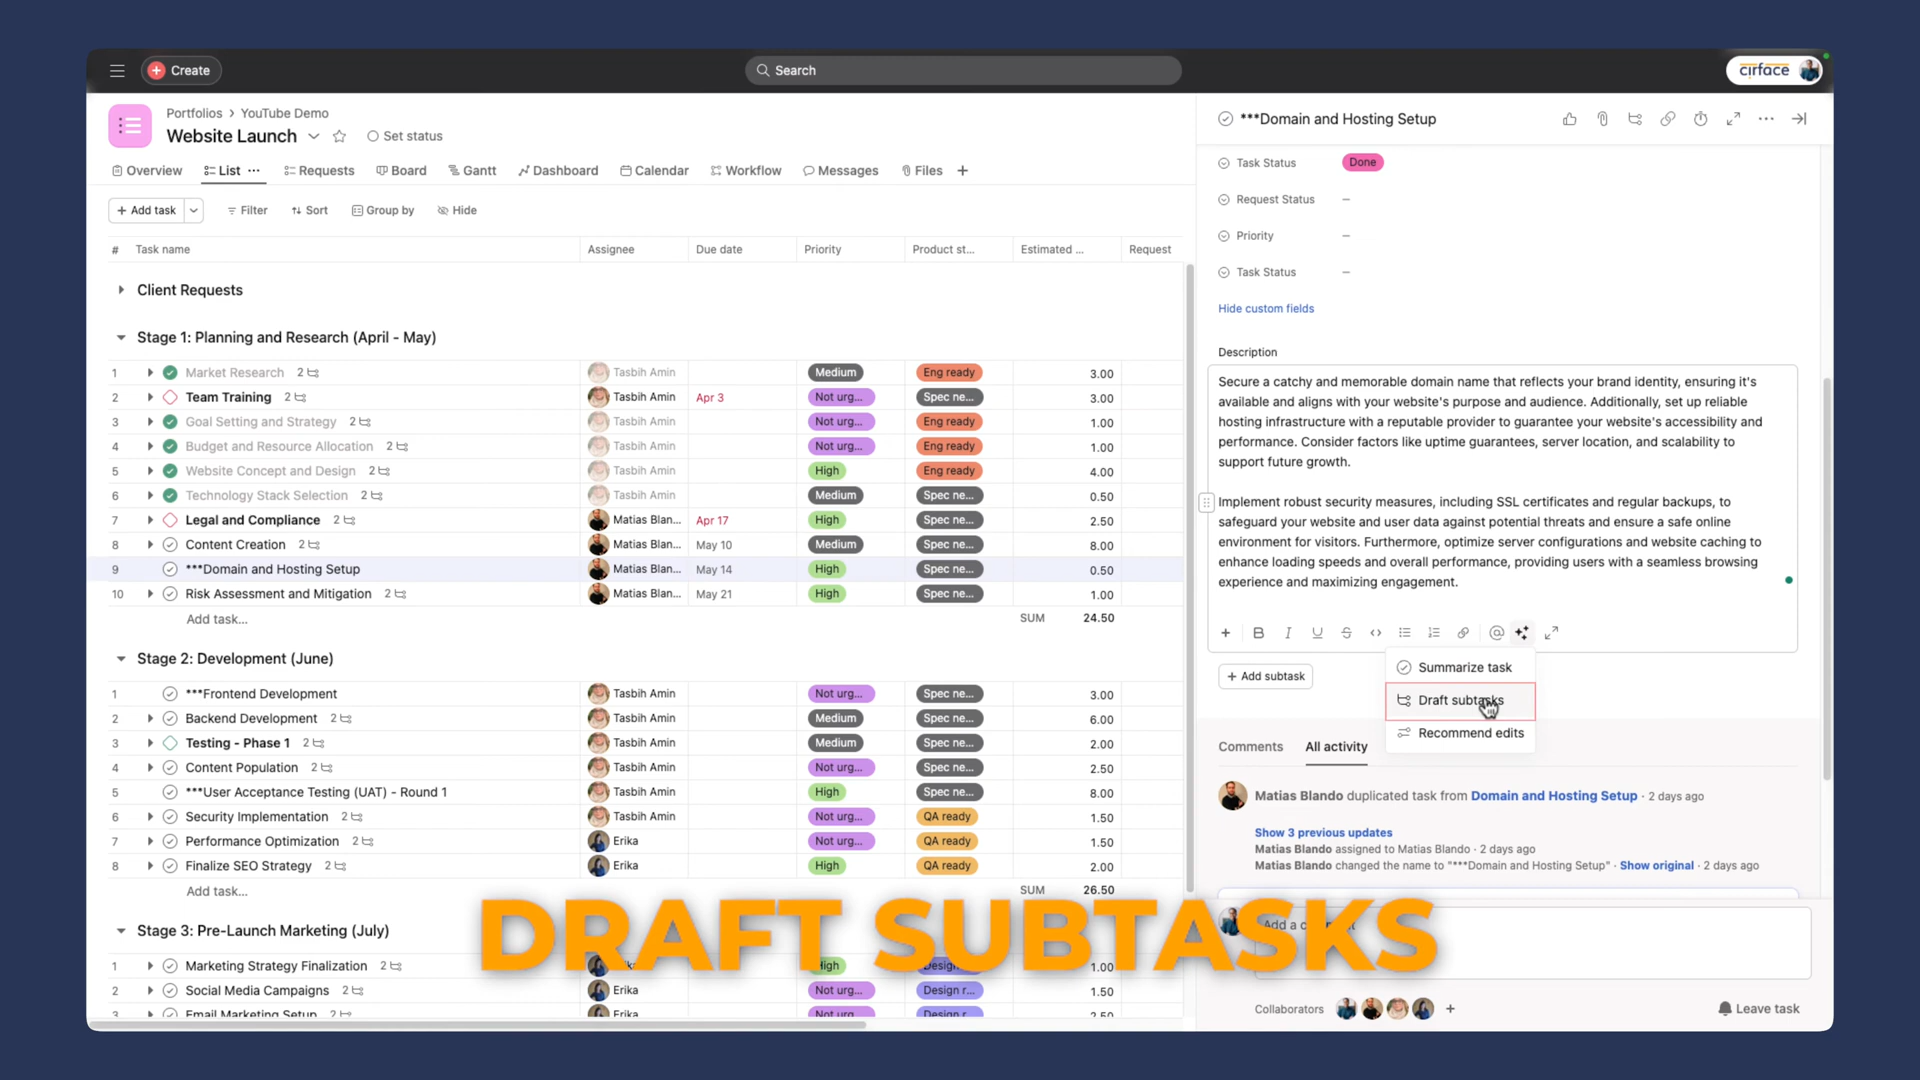 Create
Search
cirface
Portfolios › YouTube Demo
Website Launch
Set status
Overview
List
Requests
Board
Gantt
Dashboard
Calendar
Workflow
Messages
Files
Add task
Filter
Sort
Group by
Hide
# Task name Assignee Due date Priority Product st... Estimated ... Request
Client Requests
Stage 1: Planning and Research (April - May)
1 Market Research 2 Tasbih Amin Medium Eng ready 3.00
2 Team Training 2 Tasbih Amin Apr 3 Not urg... Spec ne... 3.00
3 Goal Setting and Strategy 2 Tasbih Amin Not urg... Eng ready 1.00
4 Budget and Resource Allocation 2 Tasbih Amin Not urg... Eng ready 1.00
5 Website Concept and Design 2 Tasbih Amin High Eng ready 4.00
6 Technology Stack Selection 2 Tasbih Amin Medium Spec ne... 0.50
7 Legal and Compliance 2 Matias Blan... Apr 17 High Spec ne... 2.50
8 Content Creation 2 Matias Blan... May 10 Medium Spec ne... 8.00
9 ***Domain and Hosting Setup Matias Blan... May 14 High Spec ne... 0.50
10 Risk Assessment and Mitigation 2 Matias Blan... May 21 High Spec ne... 1.00
Add task... SUM 24.50
Stage 2: Development (June)
1 ***Frontend Development Tasbih Amin Not urg... Spec ne... 3.00
2 Backend Development 2 Tasbih Amin Medium Spec ne... 6.00
3 Testing - Phase 1 2 Tasbih Amin Medium Spec ne... 2.00
4 Content Population 2 Tasbih Amin Not urg... Spec ne... 2.50
5 ***User Acceptance Testing (UAT) - Round 1 Tasbih Amin High Spec ne... 8.00
6 Security Implementation 2 Tasbih Amin Not urg... QA ready 1.50
7 Performance Optimization 2 Erika Not urg... QA ready 1.50
8 Finalize SEO Strategy 2 Erika High QA ready 2.00
Add task... SUM 26.50
Stage 3: Pre-Launch Marketing (July)
1 Marketing Strategy Finalization 2 High 1.00
2 Social Media Campaigns 2 Erika Not urg... Design r... 1.50
3 Email Marketing Setup 2 Erika Not urg... Design r... 2.50
***Domain and Hosting Setup
Task Status Done
Request Status –
Priority –
Task Status –
Hide custom fields
Description
Secure a catchy and memorable domain name that reflects your brand identity, ensuring it's
available and aligns with your website's purpose and audience. Additionally, set up reliable
hosting infrastructure with a reputable provider to guarantee your website's accessibility and
performance. Consider factors like uptime guarantees, server location, and scalability to
support future growth.
Implement robust security measures, including SSL certificates and regular backups, to
safeguard your website and user data against potential threats and ensure a safe online
environment for visitors. Furthermore, optimize server configurations and website caching to
enhance loading speeds and overall performance, providing users with a seamless browsing
experience and maximizing engagement.
B I U S
Add subtask
Summarize task
Draft subtasks
Recommend edits
Comments All activity
Matias Blando duplicated task from Domain and Hosting Setup · 2 days ago
Show 3 previous updates
Matias Blando assigned to Matias Blando · 2 days ago
Matias Blando changed the name to "***Domain and Hosting Setup" · Show original · 2 days ago
Add a
Collaborators
Leave task
DRAFT SUBTASKS